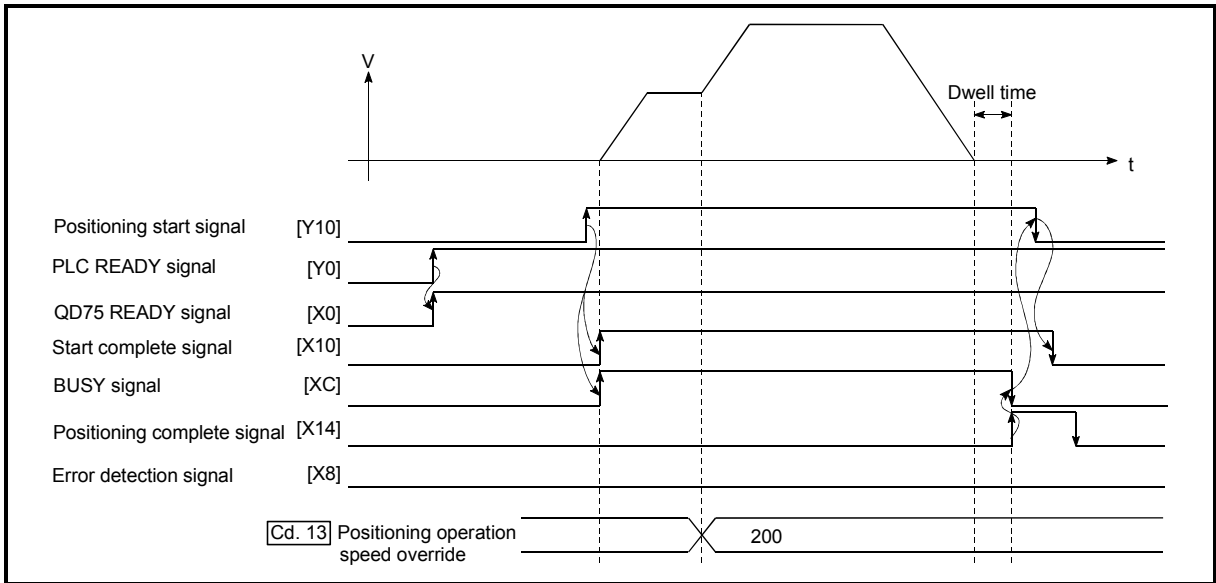 V
Dwell time
t
Positioning start signal [Y10]
PLC READY signal [Y0]
QD75 READY signal [X0]
Start complete signal [X10]
BUSY signal [XC]
Positioning complete signal [X14]
Error detection signal [X8]
Cd. 13 Positioning operation
speed override
200